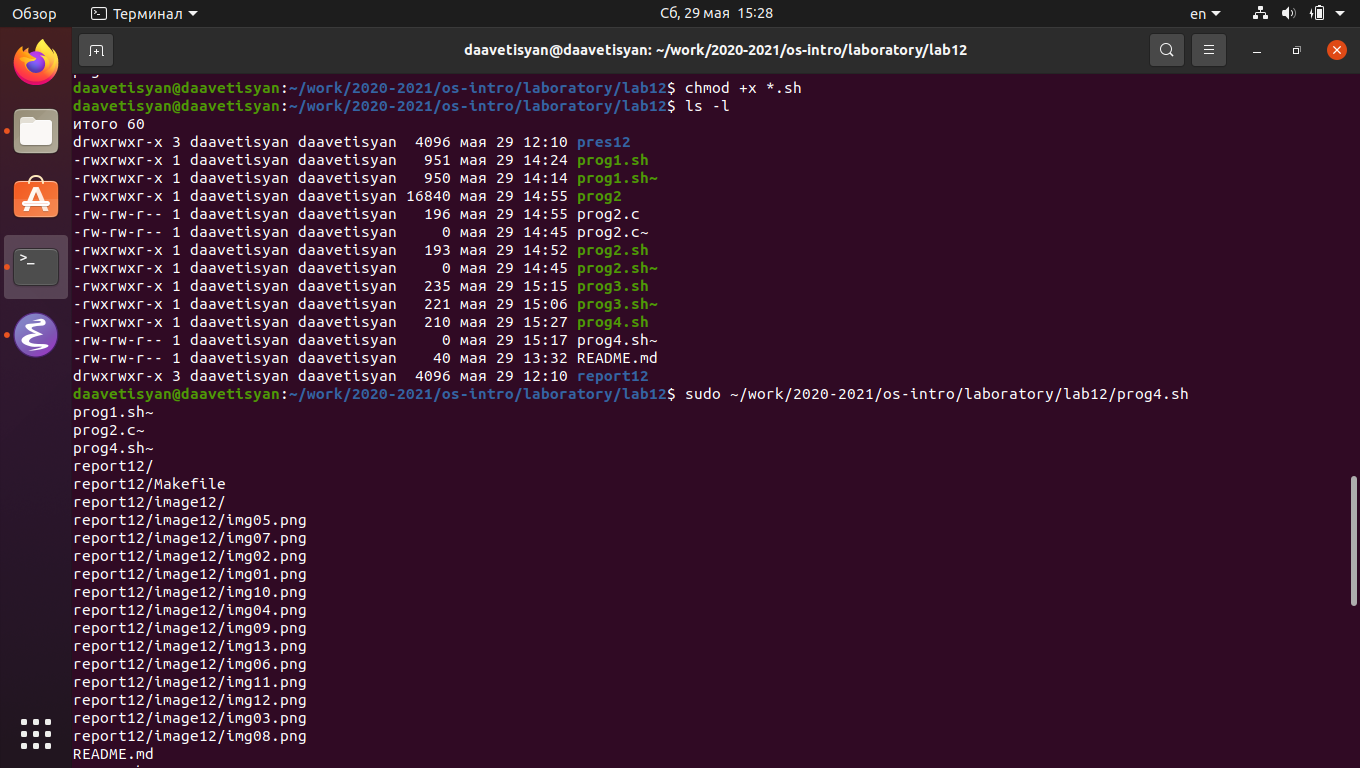 Обзор Терминал Сб, 29 мая 15:28 en
daavetisyan@daavetisyan: ~/work/2020-2021/os-intro/laboratory/lab12
daavetisyan@daavetisyan:~/work/2020-2021/os-intro/laboratory/lab12$ chmod +x *.sh
daavetisyan@daavetisyan:~/work/2020-2021/os-intro/laboratory/lab12$ ls -l
итого 60
drwxrwxr-x 3 daavetisyan daavetisyan  4096 мая 29 12:10 pres12
-rwxrwxr-x 1 daavetisyan daavetisyan   951 мая 29 14:24 prog1.sh
-rwxrwxr-x 1 daavetisyan daavetisyan   950 мая 29 14:14 prog1.sh~
-rwxrwxr-x 1 daavetisyan daavetisyan 16840 мая 29 14:55 prog2
-rw-rw-r-- 1 daavetisyan daavetisyan   196 мая 29 14:55 prog2.c
-rw-rw-r-- 1 daavetisyan daavetisyan     0 мая 29 14:45 prog2.c~
-rwxrwxr-x 1 daavetisyan daavetisyan   193 мая 29 14:52 prog2.sh
-rwxrwxr-x 1 daavetisyan daavetisyan     0 мая 29 14:45 prog2.sh~
-rwxrwxr-x 1 daavetisyan daavetisyan   235 мая 29 15:15 prog3.sh
-rwxrwxr-x 1 daavetisyan daavetisyan   221 мая 29 15:06 prog3.sh~
-rwxrwxr-x 1 daavetisyan daavetisyan   210 мая 29 15:27 prog4.sh
-rw-rw-r-- 1 daavetisyan daavetisyan     0 мая 29 15:17 prog4.sh~
-rw-rw-r-- 1 daavetisyan daavetisyan    40 мая 29 13:32 README.md
drwxrwxr-x 3 daavetisyan daavetisyan  4096 мая 29 12:10 report12
daavetisyan@daavetisyan:~/work/2020-2021/os-intro/laboratory/lab12$ sudo ~/work/2020-2021/os-intro/laboratory/lab12/prog4.sh
prog1.sh~
prog2.c~
prog4.sh~
report12/
report12/Makefile
report12/image12/
report12/image12/img05.png
report12/image12/img07.png
report12/image12/img02.png
report12/image12/img01.png
report12/image12/img10.png
report12/image12/img04.png
report12/image12/img09.png
report12/image12/img13.png
report12/image12/img06.png
report12/image12/img11.png
report12/image12/img12.png
report12/image12/img03.png
report12/image12/img08.png
README.md